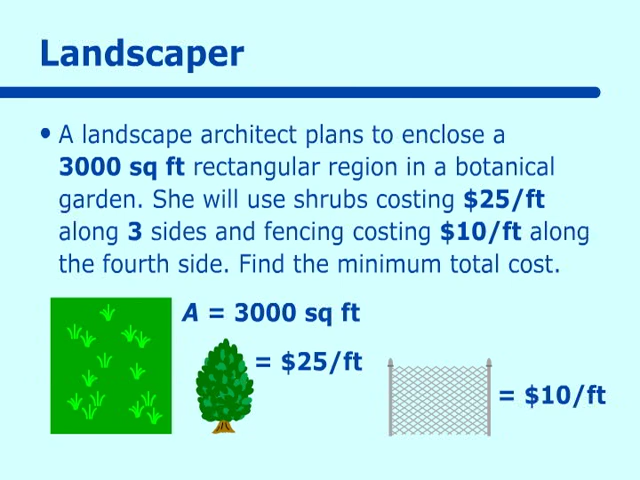 Landscaper
• A landscape architect plans to enclose a
3000 sq ft rectangular region in a botanical
garden. She will use shrubs costing $25/ft
along 3 sides and fencing costing $10/ft along
the fourth side. Find the minimum total cost.
A = 3000 sq ft
= $25/ft
= $10/ft